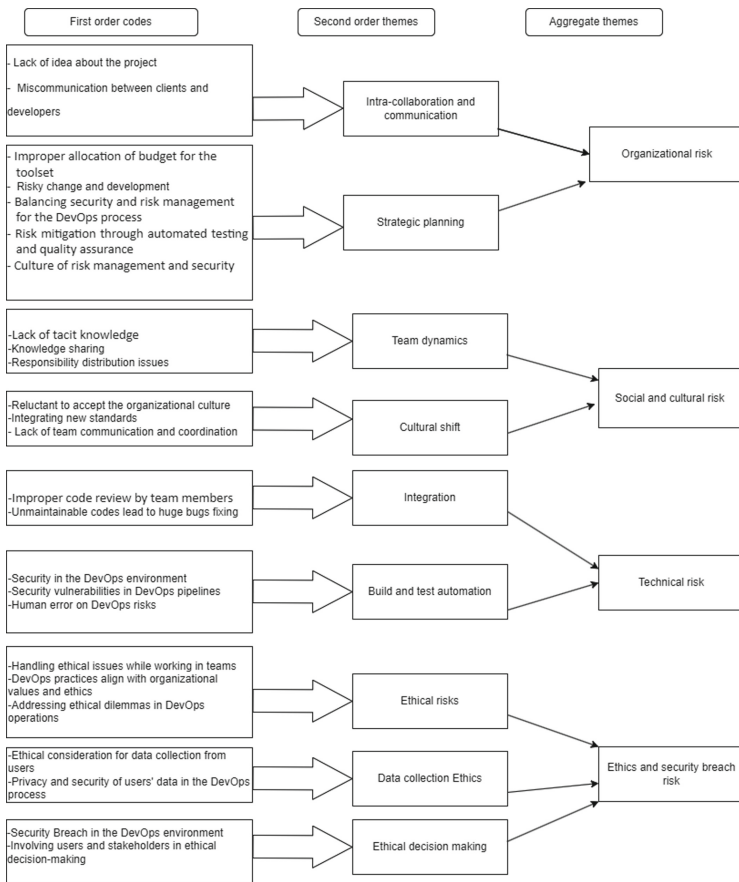 First order codes
Second order themes
Aggregate themes
- Lack of idea about the project
- Miscommunication between clients and
developers
Intra-collaboration and
communication
Organizational risk
- Improper allocation of budget for the
toolset
- Risky change and development
- Balancing security and risk management
for the DevOps process
- Risk mitigation through automated testing
and quality assurance
- Culture of risk management and security
Strategic planning
-Lack of tacit knowledge
-Knowledge sharing
-Responsibility distribution issues
Team dynamics
Social and cultural risk
-Reluctant to accept the organizational culture
-Integrating new standards
- Lack of team communication and coordination
Cultural shift
-Improper code review by team members
-Unmaintainable codes lead to huge bugs fixing
Integration
Technical risk
-Security in the DevOps environment
-Security vulnerabilities in DevOps pipelines
-Human error on DevOps risks
Build and test automation
-Handling ethical issues while working in teams
-DevOps practices align with organizational
values and ethics
-Addressing ethical dilemmas in DevOps
operations
Ethical risks
Ethics and security breach
risk
-Ethical consideration for data collection from
users
-Privacy and security of users' data in the DevOps
process
Data collection Ethics
-Security Breach in the DevOps environment
-Involving users and stakeholders in ethical
decision-making
Ethical decision making